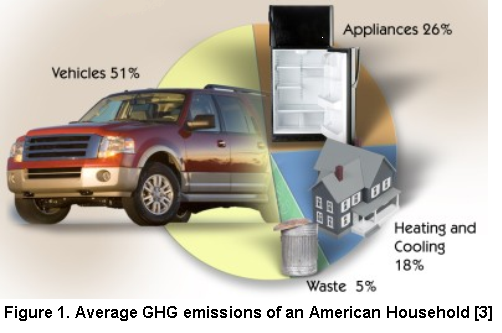 Appliances 26%
Vehicles 51%
Heating and
Cooling
18%
Waste 5%
Figure 1. Average GHG emissions of an American Household [3]